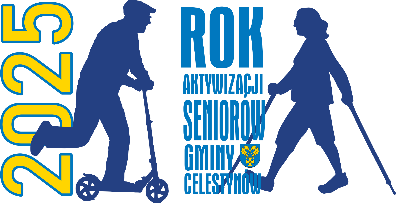 2025
ROK
AKTYWIZACJI
SENIORÓW
GMINY
CELESTYNÓW